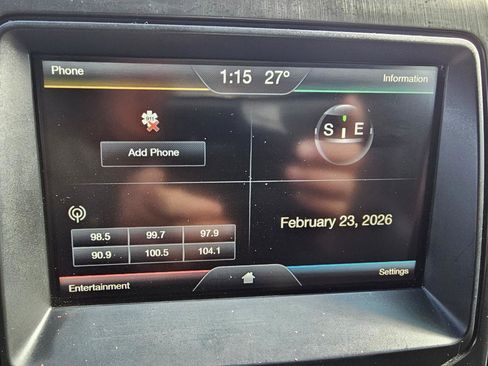 Phone
1:15 27°
Information
Add Phone
S E
98.5 99.7 97.9
90.9 100.5 104.1
February 23, 2026
Entertainment
Settings